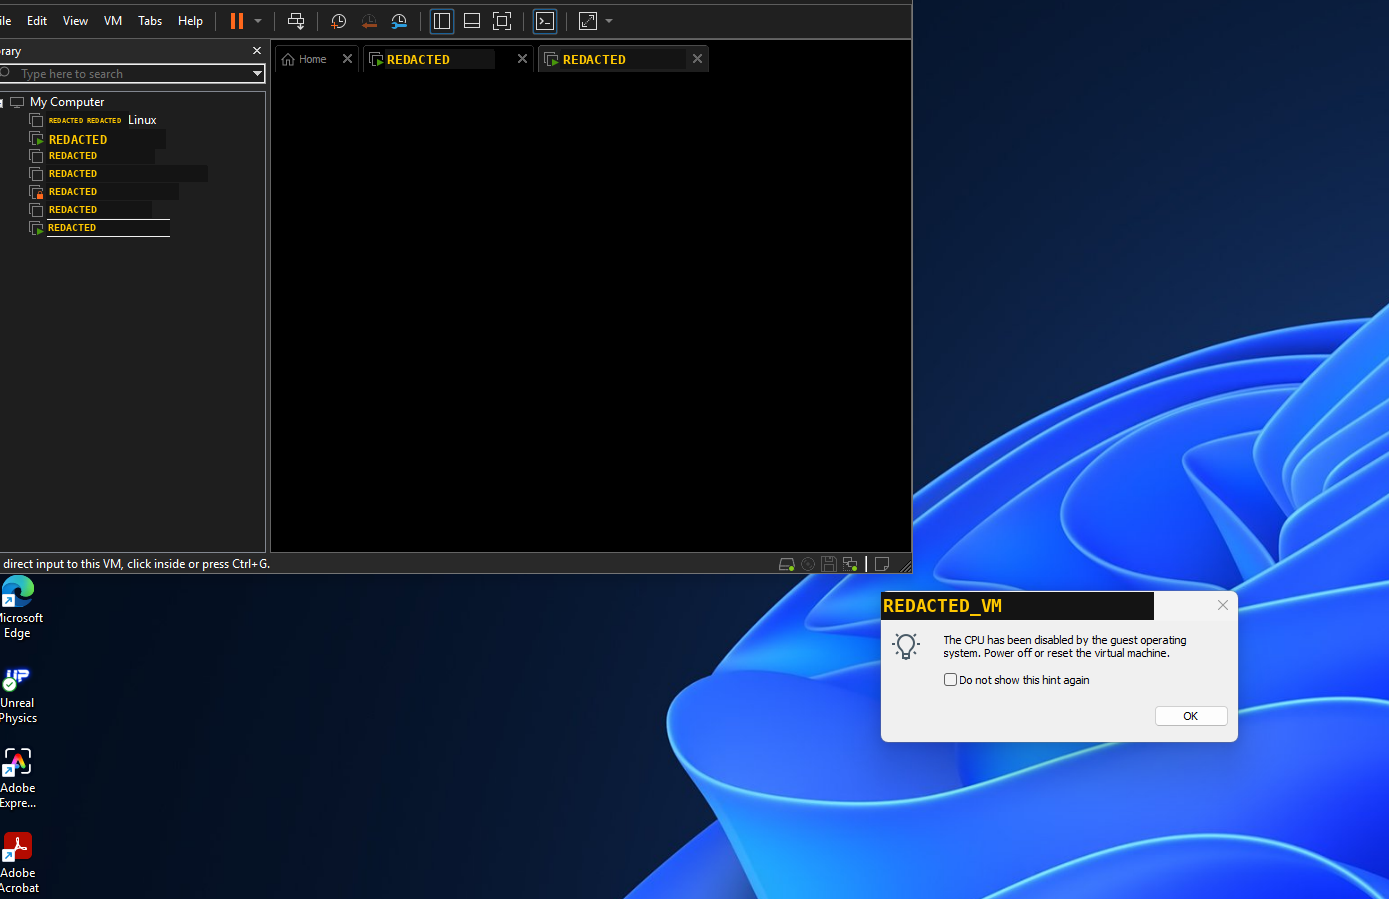 ile Edit View VM Tabs Help
rary
Type here to search
Home REDACTED REDACTED
My Computer
REDACTED REDACTED Linux
REDACTED
REDACTED
REDACTED
REDACTED
REDACTED
REDACTED
direct input to this VM, click inside or press Ctrl+G.
Microsoft
Edge
UP
Unreal
Physics
Adobe
Expre...
Adobe
Acrobat
REDACTED_VM
The CPU has been disabled by the guest operating
system. Power off or reset the virtual machine.
Do not show this hint again
OK